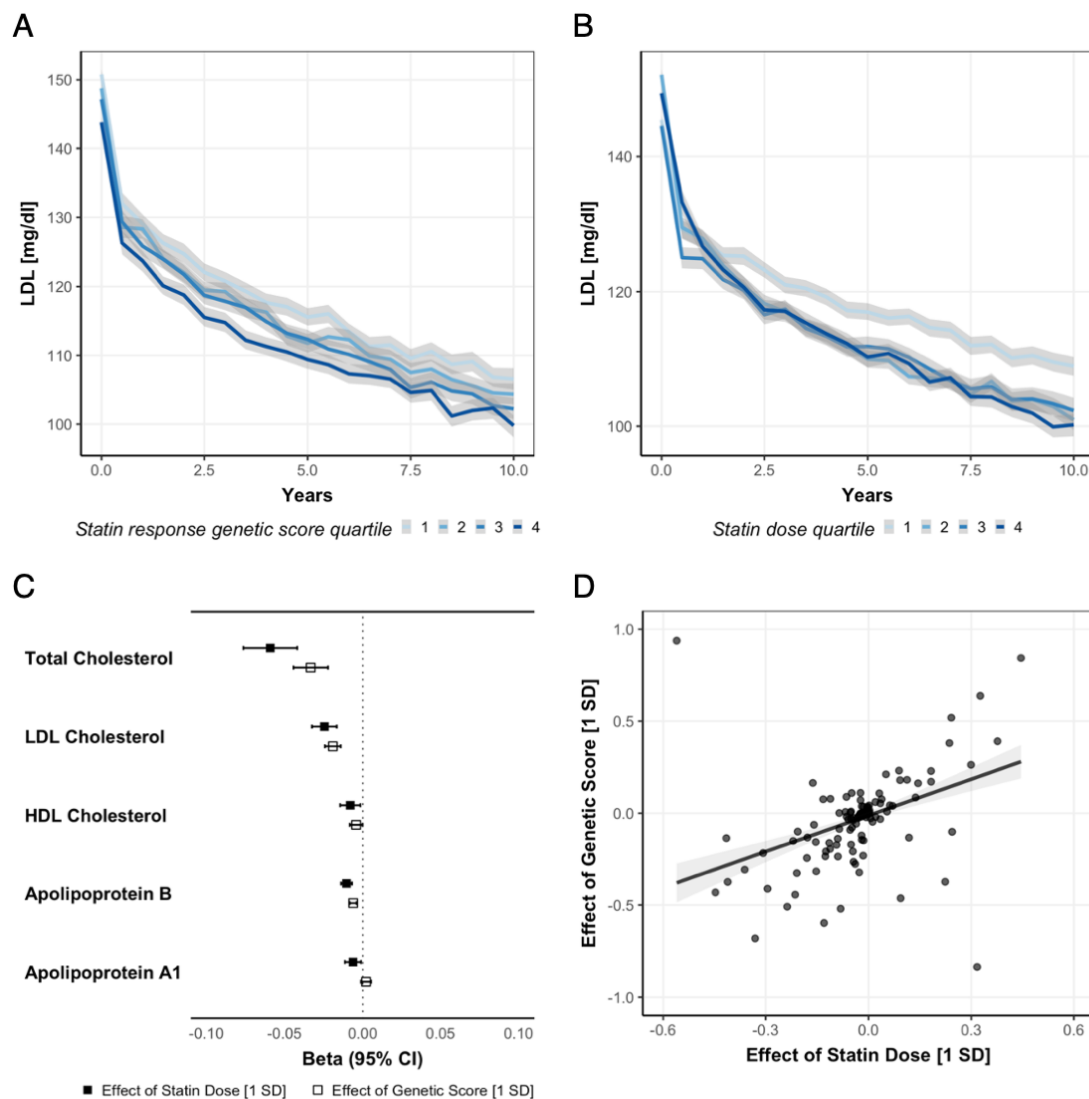 A
LDL [mg/dl]
150
140
130
120
110
100
0.0 2.5 5.0 7.5 10.0
Years
Statin response genetic score quartile 1 2 3 4
B
LDL [mg/dl]
140
120
100
0.0 2.5 5.0 7.5 10.0
Years
Statin dose quartile 1 2 3 4
C
Total Cholesterol
LDL Cholesterol
HDL Cholesterol
Apolipoprotein B
Apolipoprotein A1
-0.10 -0.05 0.00 0.10
Beta (95% CI)
Effect of Statin Dose [1 SD] Effect of Genetic Score [1 SD]
D
Effect of Genetic Score [1 SD]
1.0
0.5
0.0
-0.5
-1.0
-0.6 -0.3 0.0 0.3 0.6
Effect of Statin Dose [1 SD]